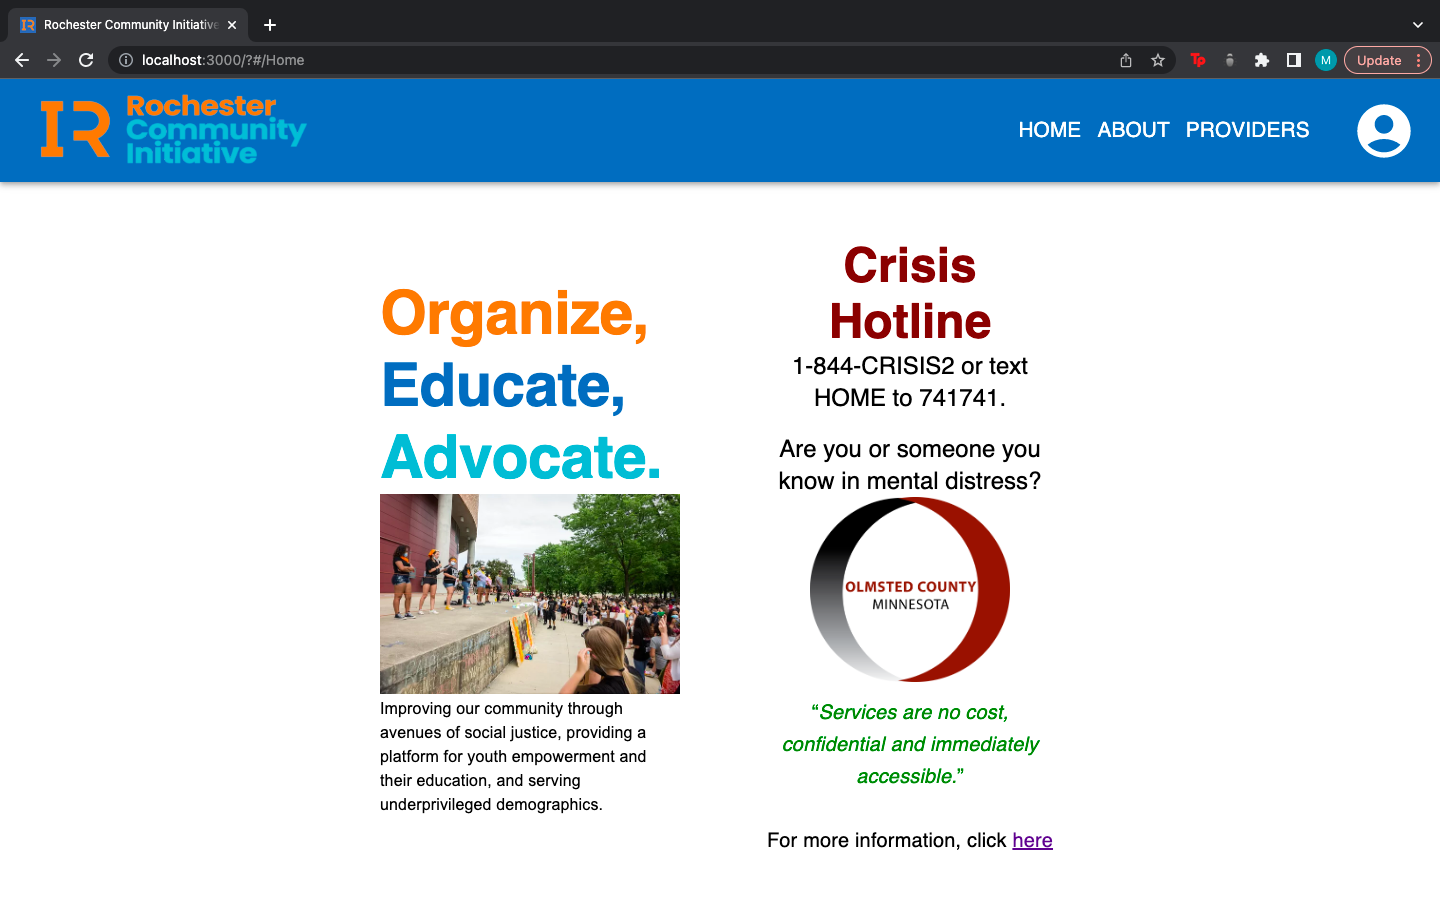 Rochester Community Initiative
localhost:3000/?#/Home
Tp
M
Update
IR
Rochester
Community
Initiative
HOME ABOUT PROVIDERS
Organize,
Educate,
Advocate.
Improving our community through
avenues of social justice, providing a
platform for youth empowerment and
their education, and serving
underprivileged demographics.
Crisis
Hotline
1-844-CRISIS2 or text
HOME to 741741.
Are you or someone you
know in mental distress?
OLMSTED COUNTY
MINNESOTA
“Services are no cost,
confidential and immediately
accessible.”
For more information, click here